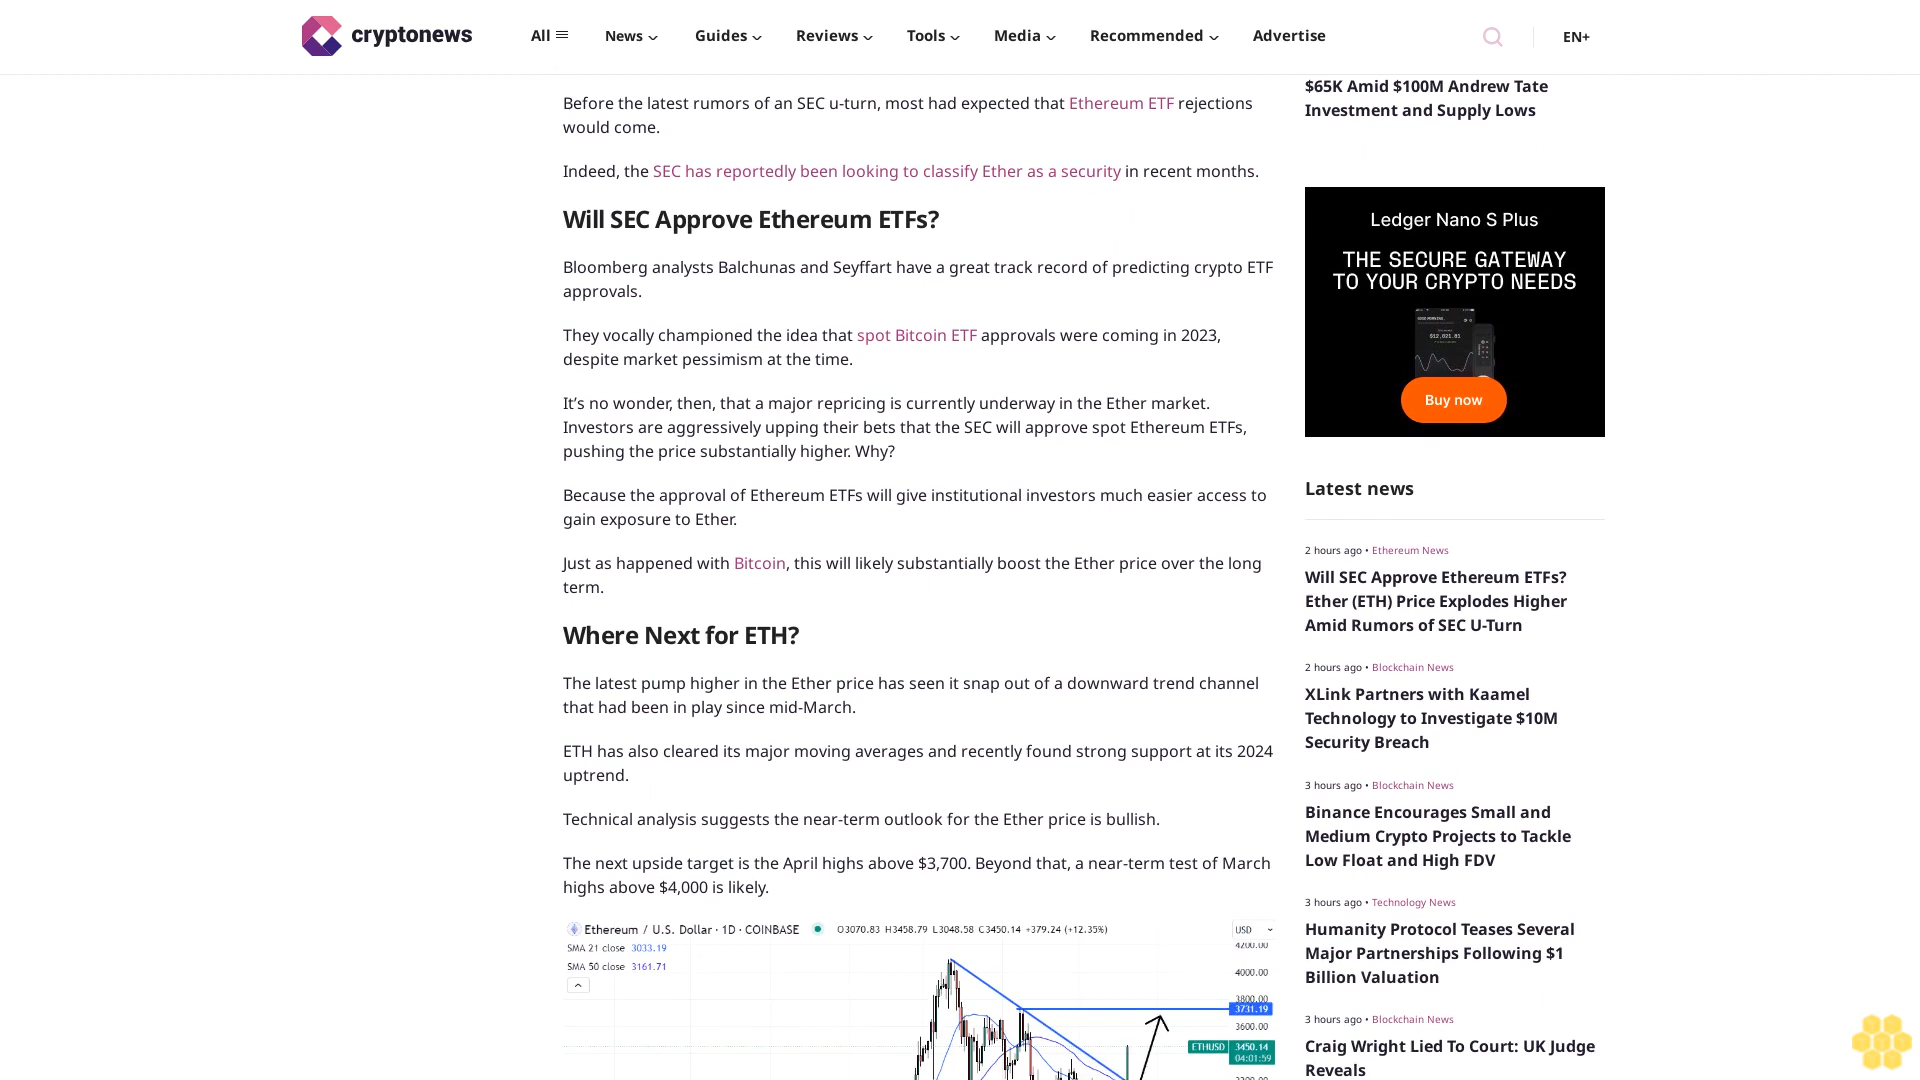 cryptonews
All
News
Guides
Reviews
Tools
Media
Recommended
Advertise
EN+
Before the latest rumors of an SEC u-turn, most had expected that Ethereum ETF rejections
would come.
Indeed, the SEC has reportedly been looking to classify Ether as a security in recent months.
Will SEC Approve Ethereum ETFs?
Bloomberg analysts Balchunas and Seyffart have a great track record of predicting crypto ETF
approvals.
They vocally championed the idea that spot Bitcoin ETF approvals were coming in 2023,
despite market pessimism at the time.
It’s no wonder, then, that a major repricing is currently underway in the Ether market.
Investors are aggressively upping their bets that the SEC will approve spot Ethereum ETFs,
pushing the price substantially higher. Why?
Because the approval of Ethereum ETFs will give institutional investors much easier access to
gain exposure to Ether.
Just as happened with Bitcoin, this will likely substantially boost the Ether price over the long
term.
Where Next for ETH?
The latest pump higher in the Ether price has seen it snap out of a downward trend channel
that had been in play since mid-March.
ETH has also cleared its major moving averages and recently found strong support at its 2024
uptrend.
Technical analysis suggests the near-term outlook for the Ether price is bullish.
The next upside target is the April highs above $3,700. Beyond that, a near-term test of March
highs above $4,000 is likely.
Ethereum / U.S. Dollar · 1D · COINBASE
O3070.83 H3458.79 L3048.58 C3450.14 +379.24 (+12.35%)
USD
SMA 21 close 3033.19
SMA 50 close 3161.71
4200.00
4000.00
3800.00
3731.19
3600.00
ETHUSD 3450.14
04:01:59
$65K Amid $100M Andrew Tate
Investment and Supply Lows
Ledger Nano S Plus
THE SECURE GATEWAY
TO YOUR CRYPTO NEEDS
$12,821.81
Buy now
Latest news
2 hours ago • Ethereum News
Will SEC Approve Ethereum ETFs?
Ether (ETH) Price Explodes Higher
Amid Rumors of SEC U-Turn
2 hours ago • Blockchain News
XLink Partners with Kaamel
Technology to Investigate $10M
Security Breach
3 hours ago • Blockchain News
Binance Encourages Small and
Medium Crypto Projects to Tackle
Low Float and High FDV
3 hours ago • Technology News
Humanity Protocol Teases Several
Major Partnerships Following $1
Billion Valuation
3 hours ago • Blockchain News
Craig Wright Lied To Court: UK Judge
Reveals